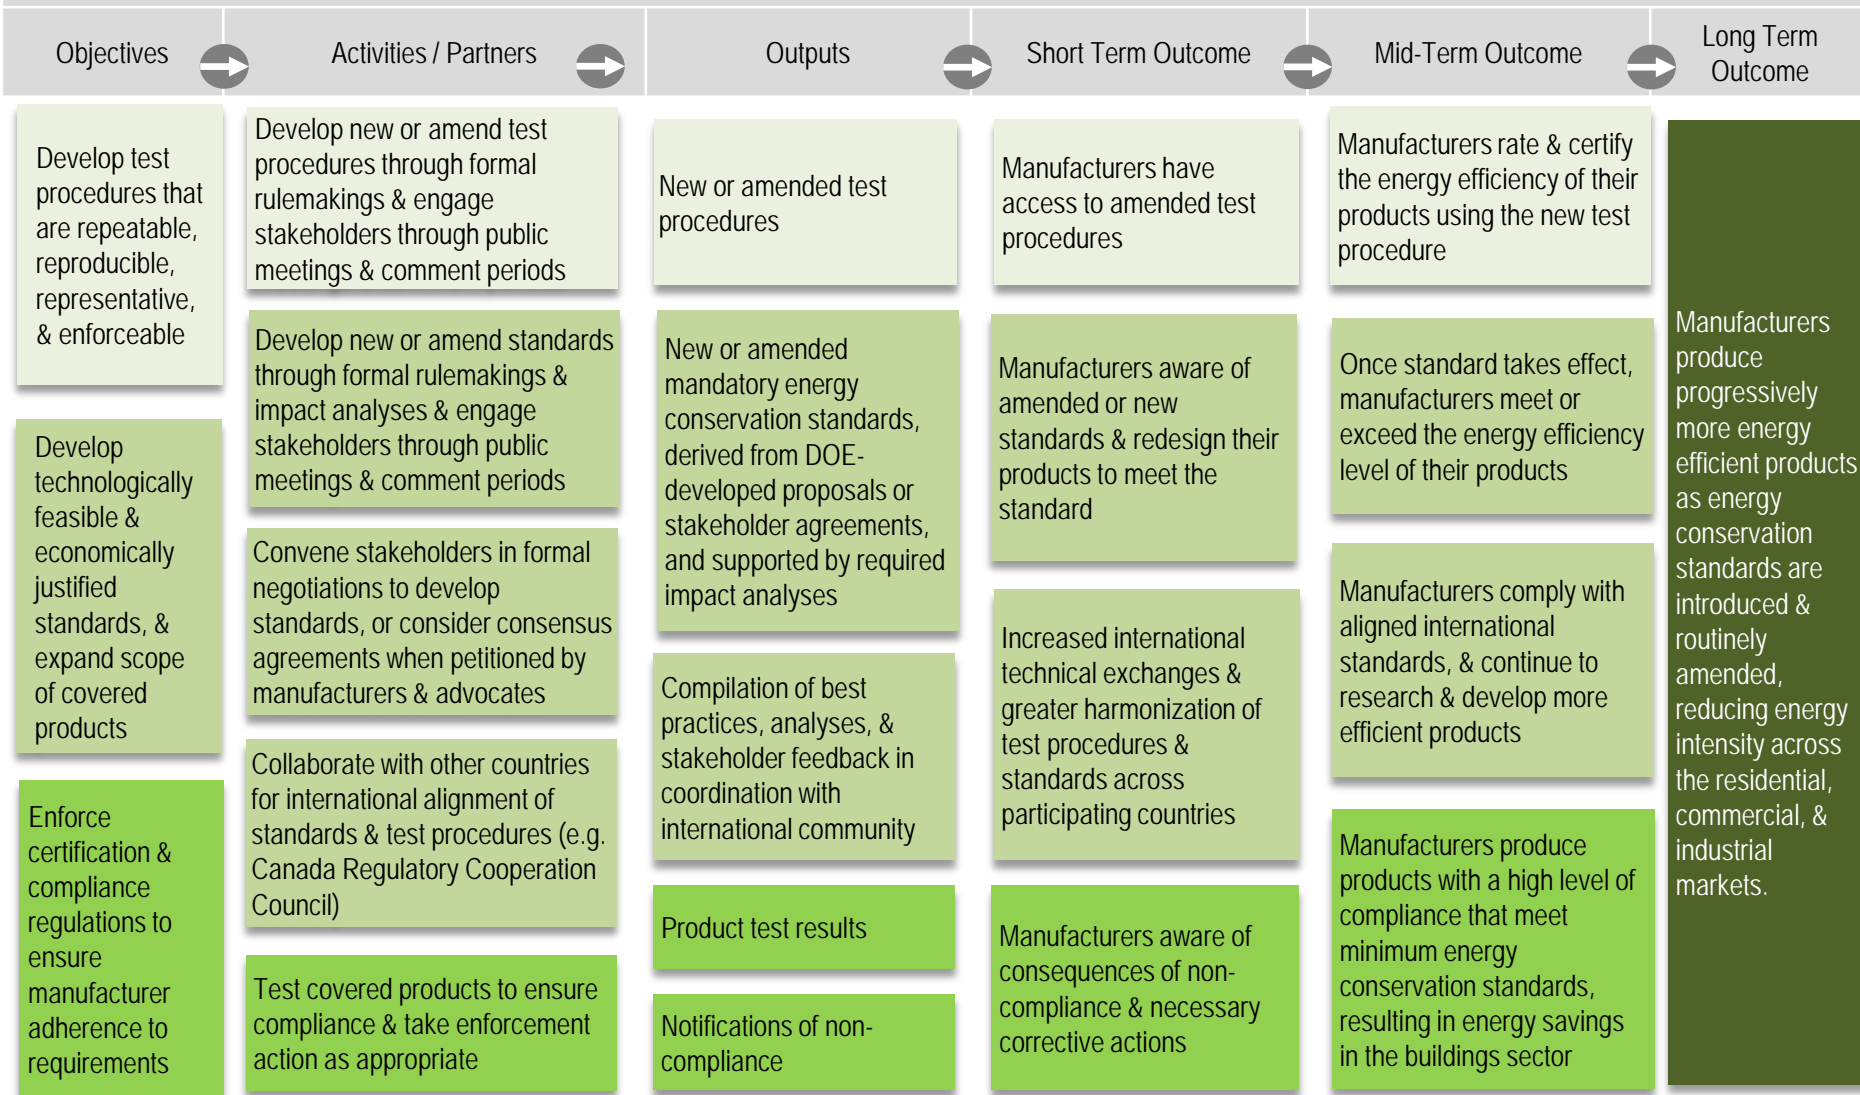 Objectives
Activities / Partners
Outputs
Short Term Outcome
Mid-Term Outcome
Long Term
Outcome
Develop test
procedures that
are repeatable,
reproducible,
representative,
& enforceable
Develop
technologically
feasible &
economically
justified
standards, &
expand scope
of covered
products
Enforce
certification &
compliance
regulations to
ensure
manufacturer
adherence to
requirements
Develop new or amend test
procedures through formal
rulemakings & engage
stakeholders through public
meetings & comment periods
Develop new or amend standards
through formal rulemakings &
impact analyses & engage
stakeholders through public
meetings & comment periods
Convene stakeholders in formal
negotiations to develop
standards, or consider consensus
agreements when petitioned by
manufacturers & advocates
Collaborate with other countries
for international alignment of
standards & test procedures (e.g.
Canada Regulatory Cooperation
Council)
Test covered products to ensure
compliance & take enforcement
action as appropriate
New or amended test
procedures
New or amended
mandatory energy
conservation standards,
derived from DOE-
developed proposals or
stakeholder agreements,
and supported by required
impact analyses
Compilation of best
practices, analyses, &
stakeholder feedback in
coordination with
international community
Product test results
Notifications of non-
compliance
Manufacturers have
access to amended test
procedures
Manufacturers aware of
amended or new
standards & redesign their
products to meet the
standard
Increased international
technical exchanges &
greater harmonization of
test procedures &
standards across
participating countries
Manufacturers aware of
consequences of non-
compliance & necessary
corrective actions
Manufacturers rate & certify
the energy efficiency of their
products using the new test
procedure
Once standard takes effect,
manufacturers meet or
exceed the energy efficiency
level of their products
Manufacturers comply with
aligned international
standards, & continue to
research & develop more
efficient products
Manufacturers produce
products with a high level of
compliance that meet
minimum energy
conservation standards,
resulting in energy savings
in the buildings sector
Manufacturers
produce
progressively
more energy
efficient products
as energy
conservation
standards are
introduced &
routinely
amended,
reducing energy
intensity across
the residential,
commercial, &
industrial
markets.